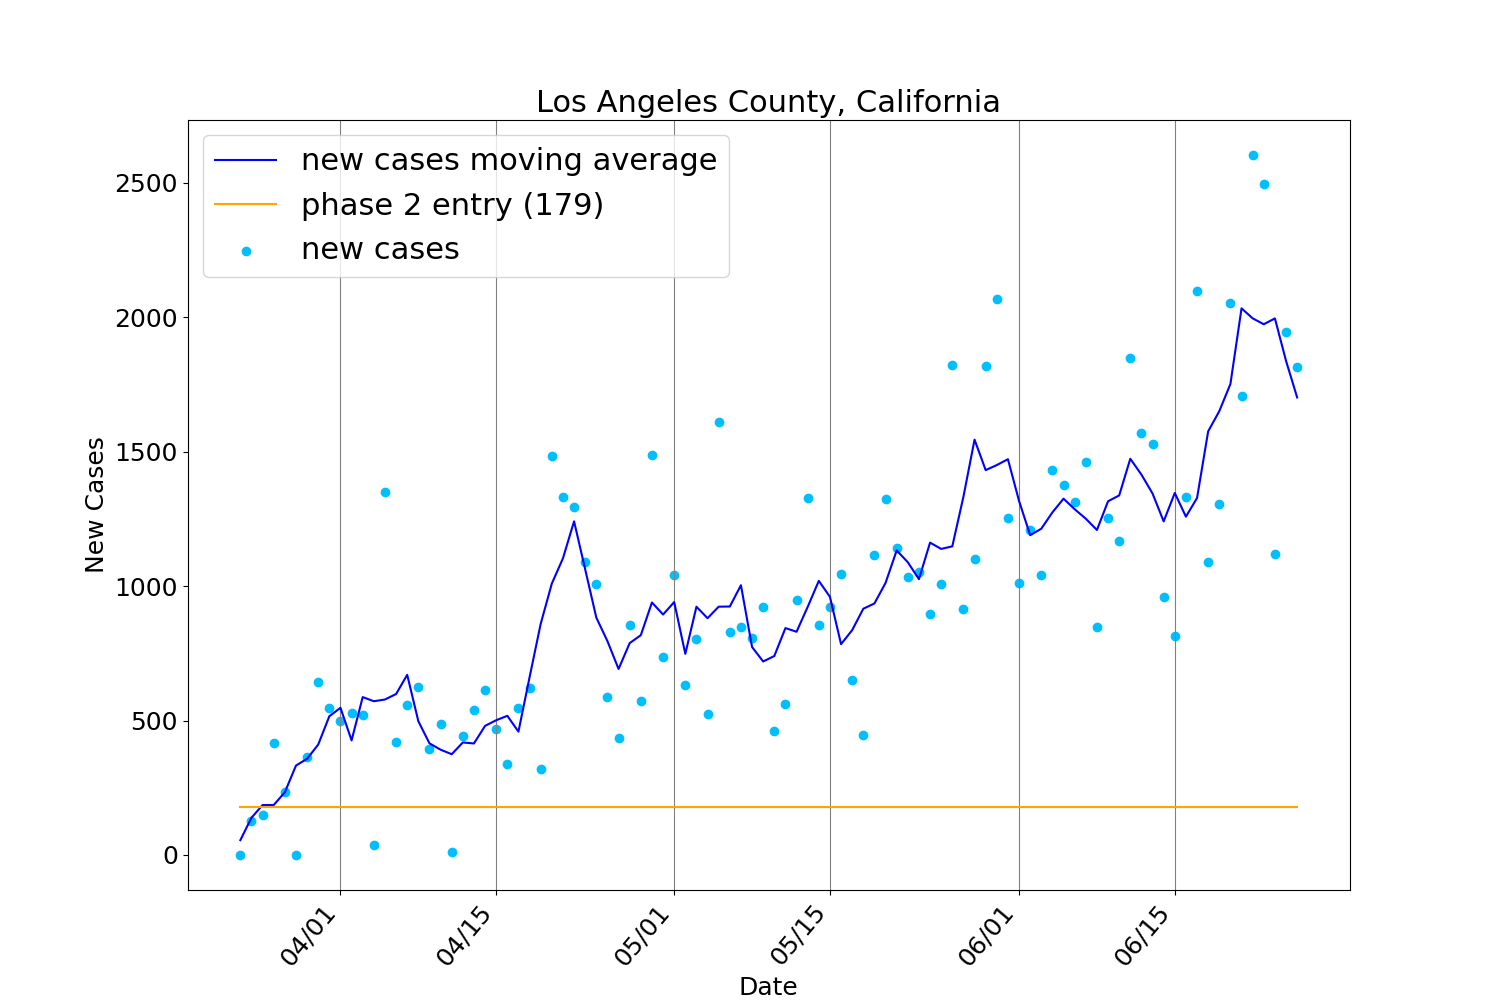 Los Angeles County, California
new cases moving average
phase 2 entry (179)
new cases
2500
2000
1500
1000
500
0
New Cases
04/01
04/15
05/01
05/15
06/01
06/15
Date